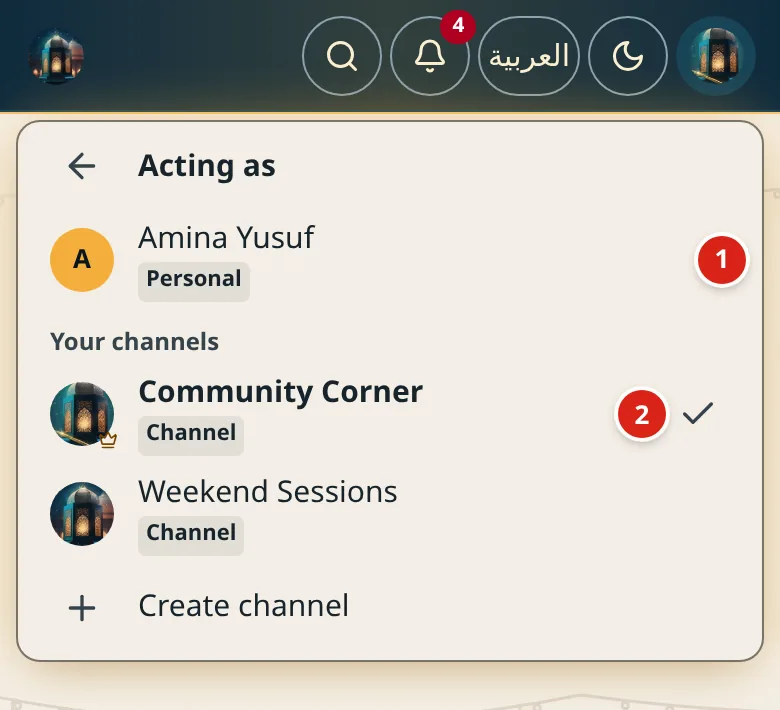 4
العربية
Acting as
Amina Yusuf
Personal
1
Your channels
Community Corner
Channel
2
Weekend Sessions
Channel
Create channel
A